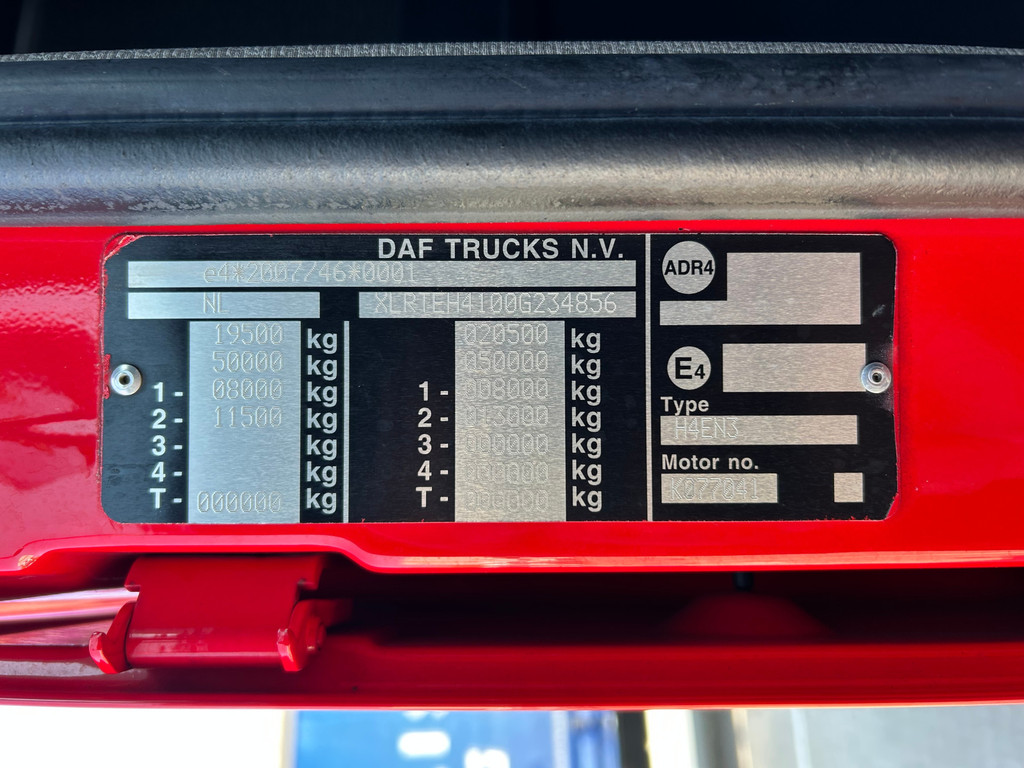 DAF TRUCKS N.V.
e4*2007/46*0001
NL XLRTEH4100G234856
19500 kg 020500 kg
50000 kg 050000 kg
1- 08000 kg 1- 008000 kg
2- 11500 kg 2- 013000 kg
3- kg 3- 000000 kg
4- kg 4- 000000 kg
T- 000000 kg T- 000000 kg
ADR4
E4
Type
H4EN3
Motor no.
K077041